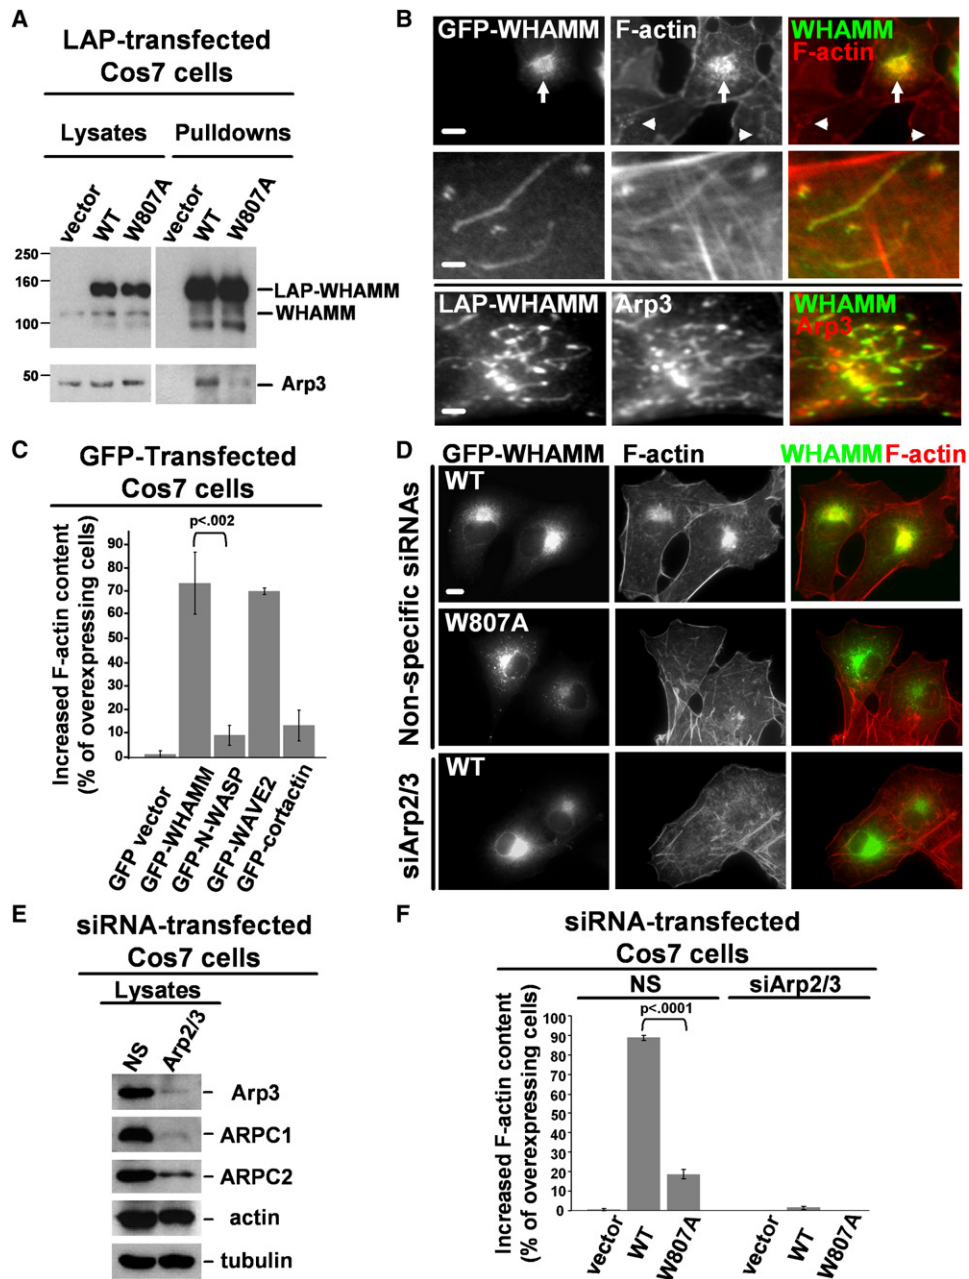 A
LAP-transfected
Cos7 cells
Lysates
Pulldowns
vector
WT
W807A
vector
WT
W807A
250
160
100
50
LAP-WHAMM
WHAMM
Arp3
B
GFP-WHAMM
F-actin
WHAMM
F-actin
LAP-WHAMM
Arp3
WHAMM
Arp3
C
GFP-Transfected
Cos7 cells
p<.002
Increased F-actin content
(% of overexpressing cells)
90
80
70
60
50
40
30
20
10
0
GFP vector
GFP-WHAMM
GFP-N-WASP
GFP-WAVE2
GFP-cortactin
D
GFP-WHAMM
F-actin
WHAMM F-actin
Non-specific siRNAs
WT
W807A
siArp2/3
WT
E
siRNA-transfected
Cos7 cells
Lysates
NS
Arp2/3
Arp3
ARPC1
ARPC2
actin
tubulin
F
siRNA-transfected
Cos7 cells
NS
siArp2/3
p<.0001
Increased F-actin content
(% of overexpressing cells)
100
90
80
70
60
50
40
30
20
10
0
vector
WT
W807A
vector
WT
W807A